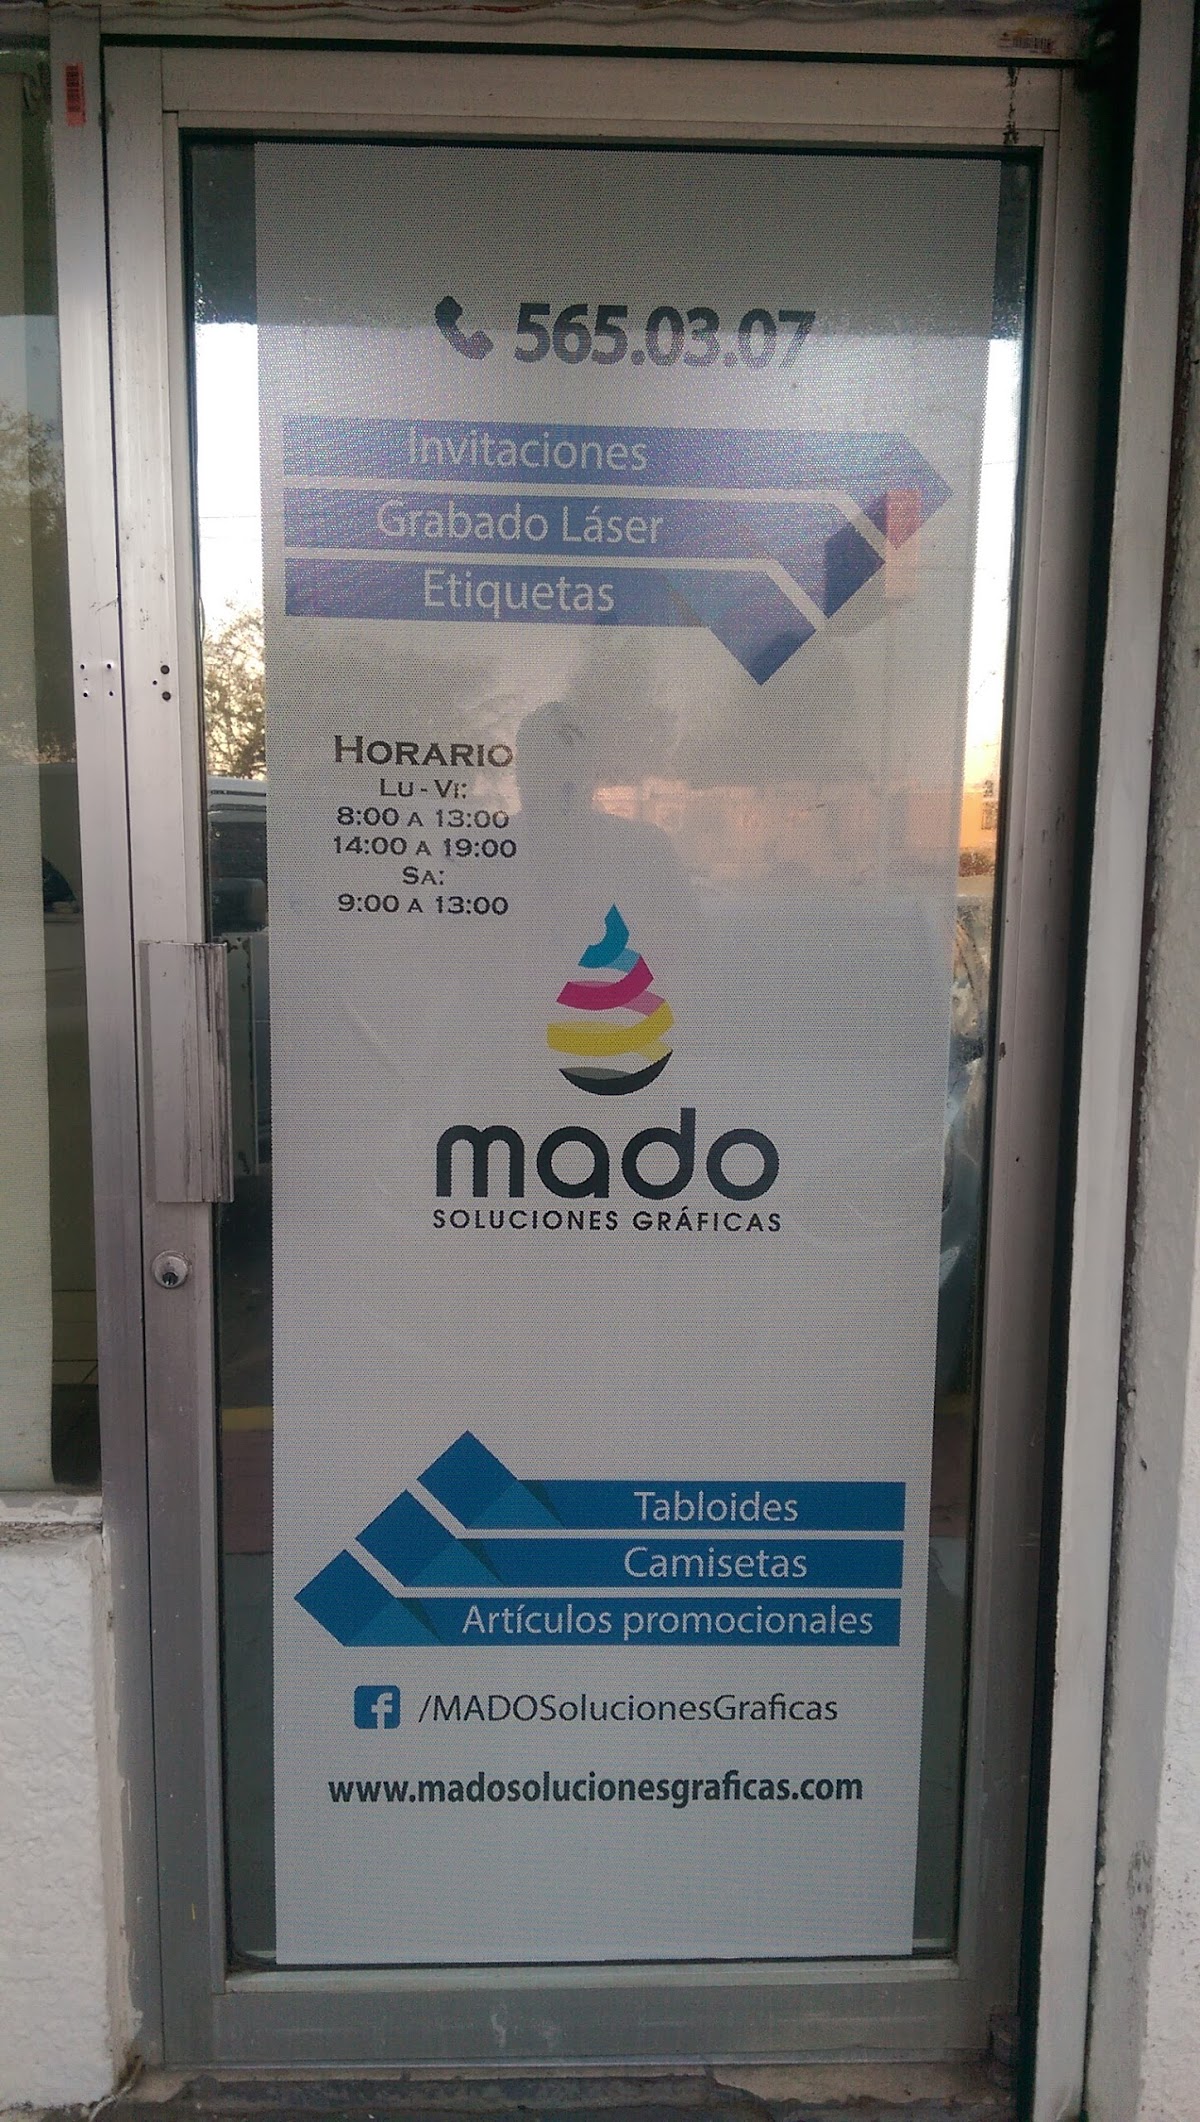 565.03.07
Invitaciones
Grabado Láser
Etiquetas
HORARIO
LU - VI:
8:00 A 13:00
14:00 A 19:00
SA:
9:00 A 13:00
mado
SOLUCIONES GRÁFICAS
Tabloides
Camisetas
Artículos promocionales
/MADOSolucionesGraficas
www.madosolucionesgraficas.com